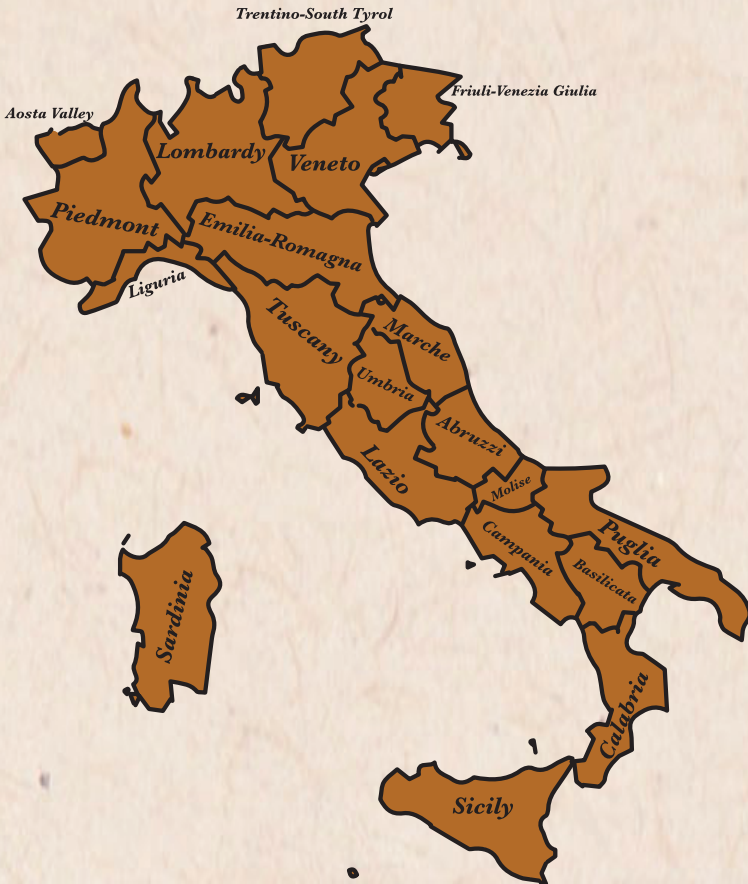 Trentino-South Tyrol
Friuli-Venezia Giulia
Aosta Valley
Lombardy
Veneto
Piedmont
Emilia-Romagna
Liguria
Tuscany
Marche
Umbria
Abruzzi
Lazio
Molise
Campania
Puglia
Basilicata
Sardinia
Calabria
Sicily